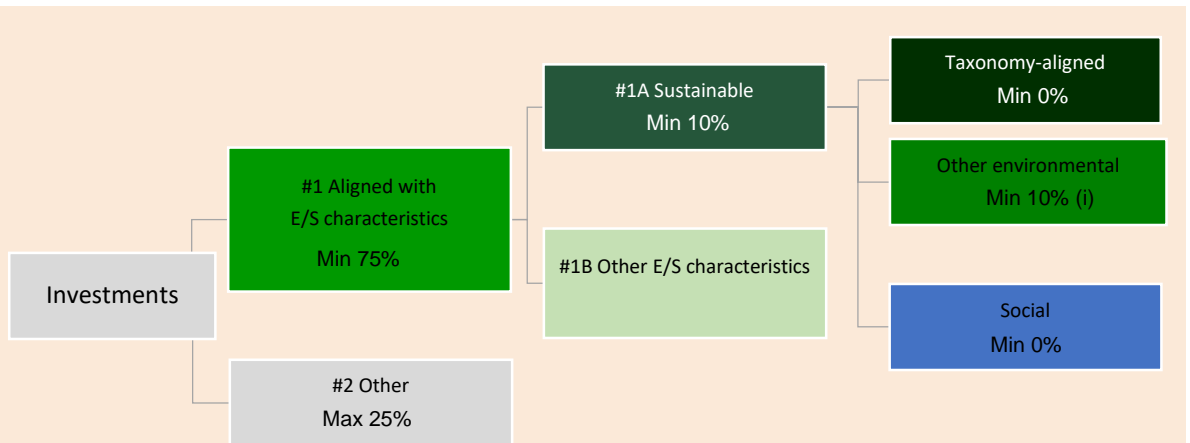 Investments
#1 Aligned with
E/S characteristics
Min 75%
#2 Other
Max 25%
#1A Sustainable
Min 10%
#1B Other E/S characteristics
Taxonomy-aligned
Min 0%
Other environmental
Min 10% (i)
Social
Min 0%